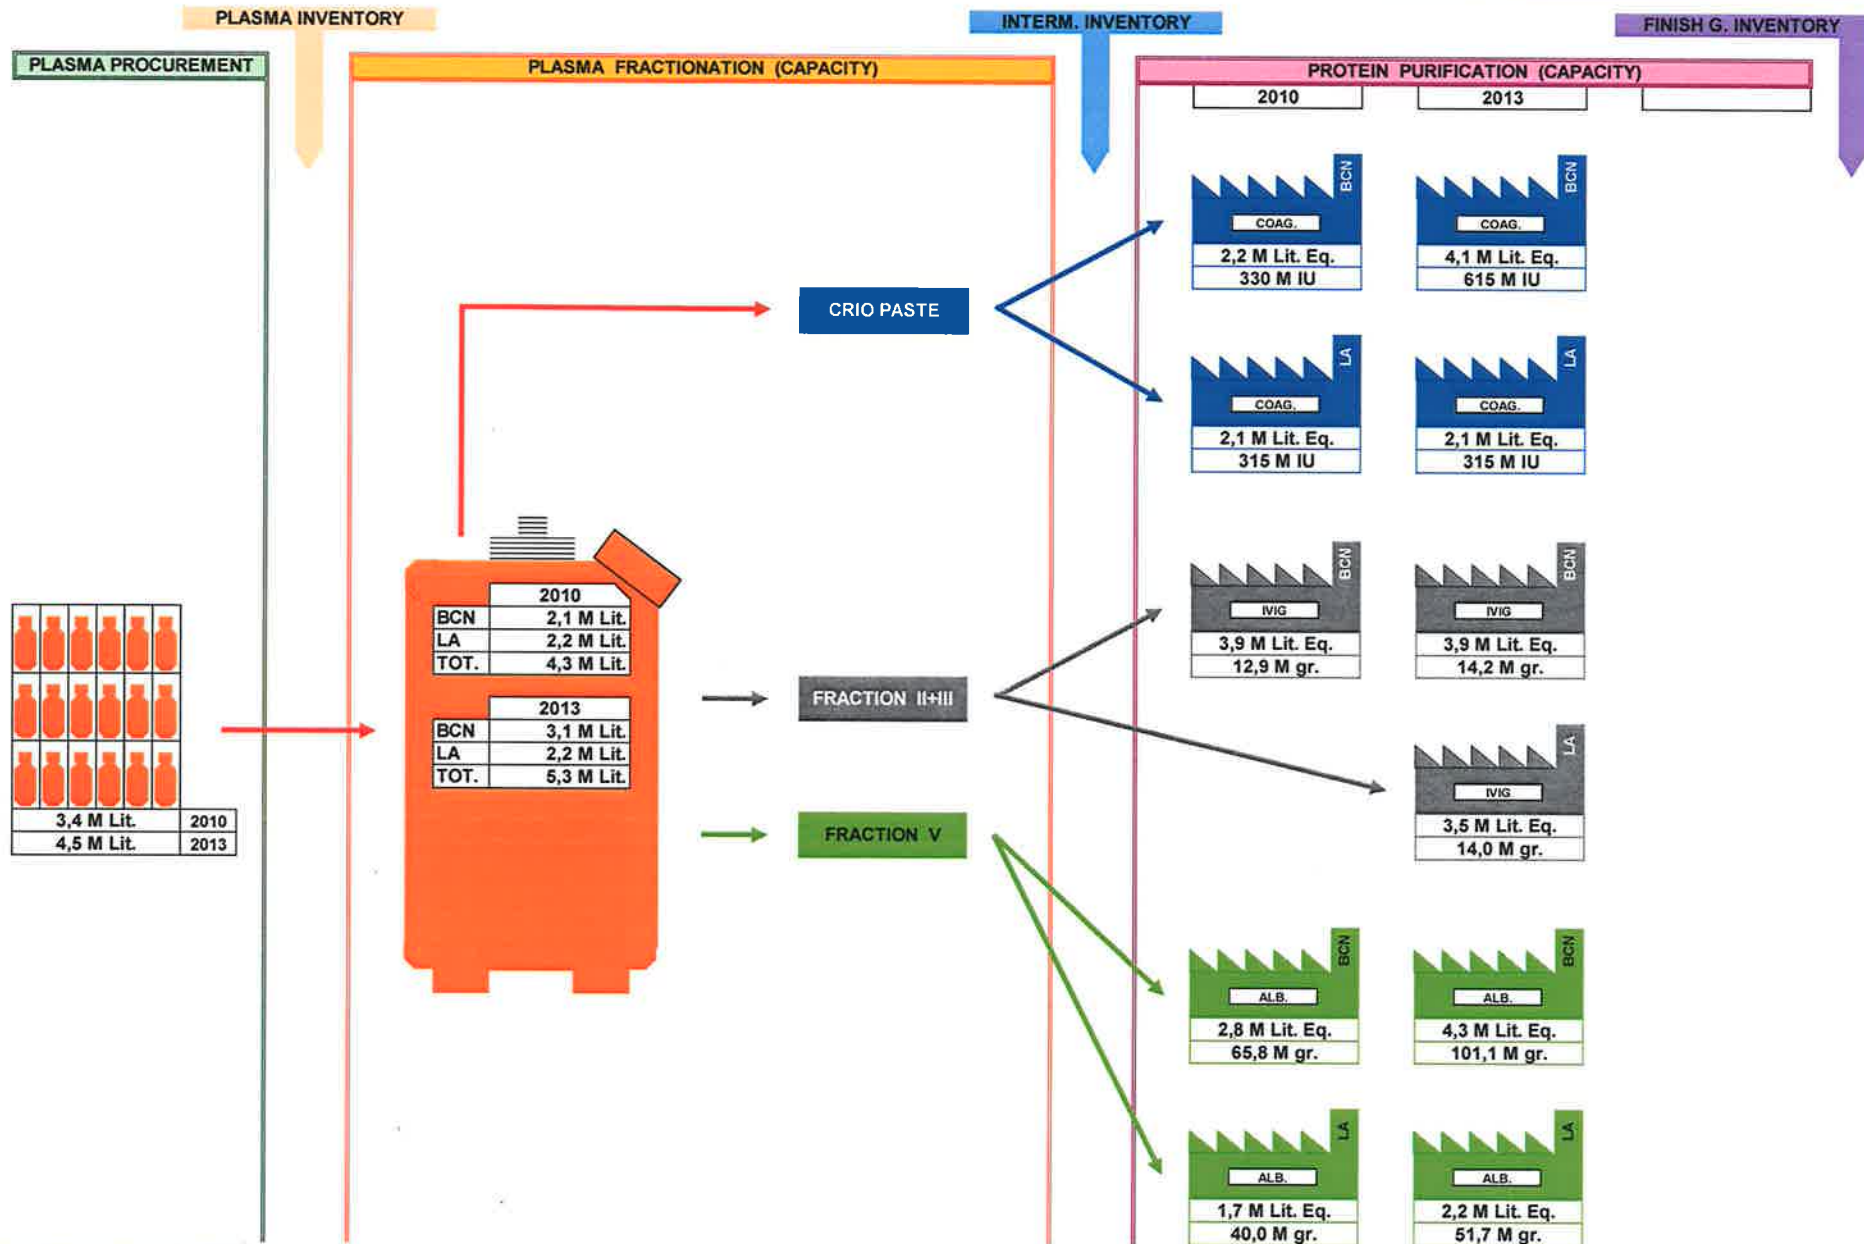 PLASMA INVENTORY
INTERM. INVENTORY
FINISH G. INVENTORY
PLASMA PROCUREMENT
PLASMA FRACTIONATION (CAPACITY)
PROTEIN PURIFICATION (CAPACITY)
2010
2013
BCN
COAG.
2,2 M Lit. Eq.
330 M IU
BCN
COAG.
4,1 M Lit. Eq.
615 M IU
CRIO PASTE
LA
COAG.
2,1 M Lit. Eq.
315 M IU
LA
COAG.
2,1 M Lit. Eq.
315 M IU
2010
BCN 2,1 M Lit.
LA 2,2 M Lit.
TOT. 4,3 M Lit.
2013
BCN 3,1 M Lit.
LA 2,2 M Lit.
TOT. 5,3 M Lit.
3,4 M Lit. 2010
4,5 M Lit. 2013
FRACTION II+III
BCN
IVIG
3,9 M Lit. Eq.
12,9 M gr.
BCN
IVIG
3,9 M Lit. Eq.
14,2 M gr.
LA
IVIG
3,5 M Lit. Eq.
14,0 M gr.
FRACTION V
BCN
ALB.
2,8 M Lit. Eq.
65,8 M gr.
BCN
ALB.
4,3 M Lit. Eq.
101,1 M gr.
LA
ALB.
1,7 M Lit. Eq.
40,0 M gr.
LA
ALB.
2,2 M Lit. Eq.
51,7 M gr.